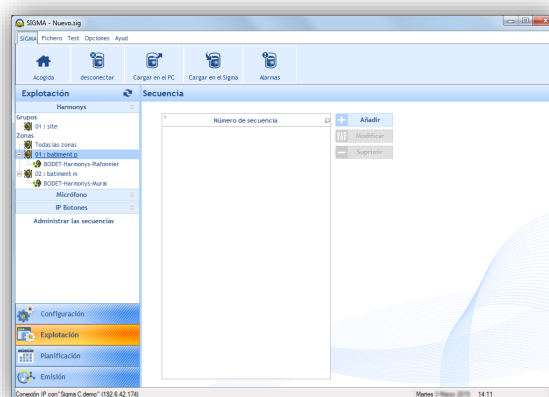 SIGMA - Nuevo.sig
SIGMA Fichero Test Opciones Ayud
Acogida desconectar Cargar en el PC Cargar en el Sigma Alarmas
Explotación
Secuencia
Harmonys
Grupos
01 : site
Zonas
Todas las zonas
01 : batiment p
BODET-Harmonys-Plafonnier
02 : batiment m
BODET-Harmonys-Mural
Micrófono
IP Botones
Administrar las secuencias
Número de secuencia
Añadir
Modificar
Suprimir
Configuración
Explotación
Planificación
Emisión
Conexión IP con "Sigma C demo" (192.6.42.174)
Martes
14:11